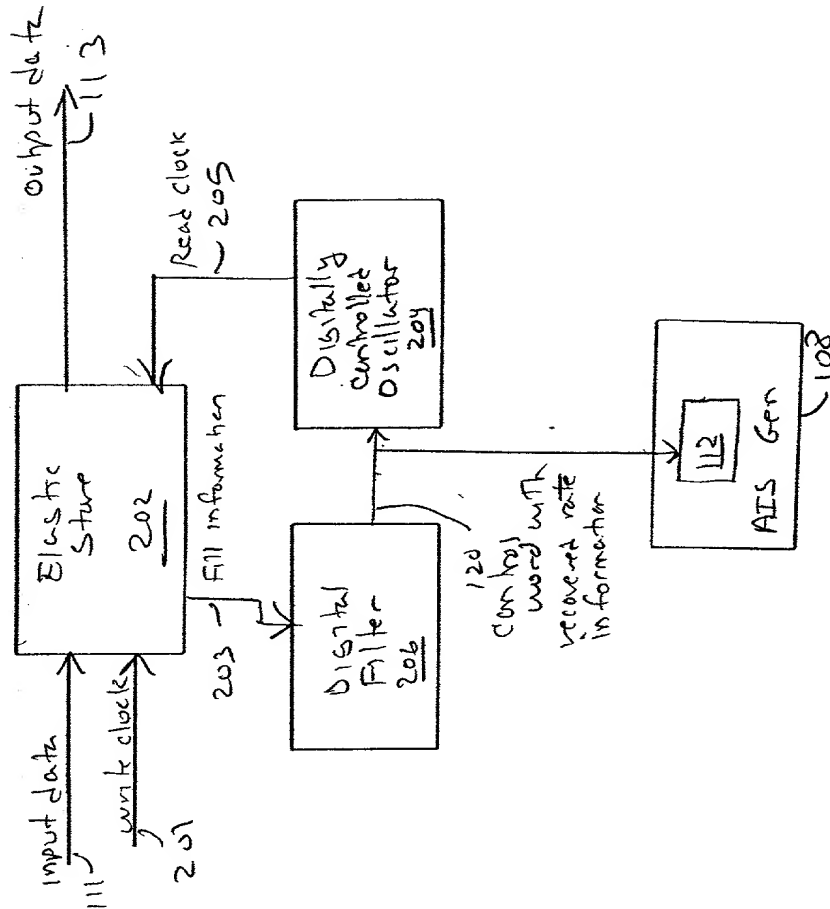 input data
111
write clock
201
Elastic
Store
202
output data
113
Fill information
203
Read clock
205
Digital
Filter
206
Digitally
controlled
Oscillator
204
120
control
word with
recovered rate
information
112
AIS Gen
108